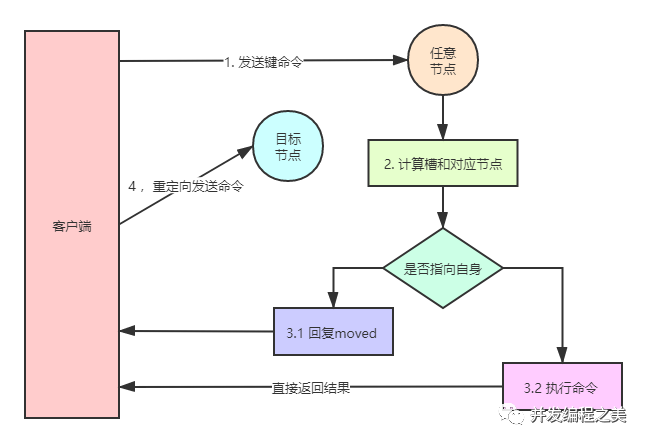 1. 发送键命令
任意
节点
目标
节点
2. 计算槽和对应节点
4 ，重定向发送命令
客户端
是否指向自身
3.1 回复moved
直接返回结果
3.2 执行命令
并发编程之美